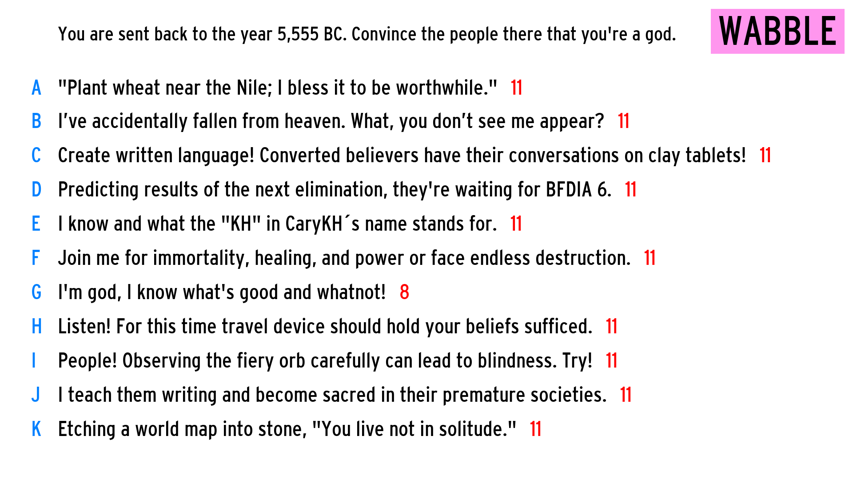 You are sent back to the year 5,555 BC. Convince the people there that you're a god.
WABBLE
A "Plant wheat near the Nile; I bless it to be worthwhile." 11
B I’ve accidentally fallen from heaven. What, you don’t see me appear? 11
C Create written language! Converted believers have their conversations on clay tablets! 11
D Predicting results of the next elimination, they're waiting for BFDIA 6. 11
E I know and what the "KH" in CaryKH´s name stands for. 11
F Join me for immortality, healing, and power or face endless destruction. 11
G I'm god, I know what's good and whatnot! 8
H Listen! For this time travel device should hold your beliefs sufficed. 11
I People! Observing the fiery orb carefully can lead to blindness. Try! 11
J I teach them writing and become sacred in their premature societies. 11
K Etching a world map into stone, "You live not in solitude." 11